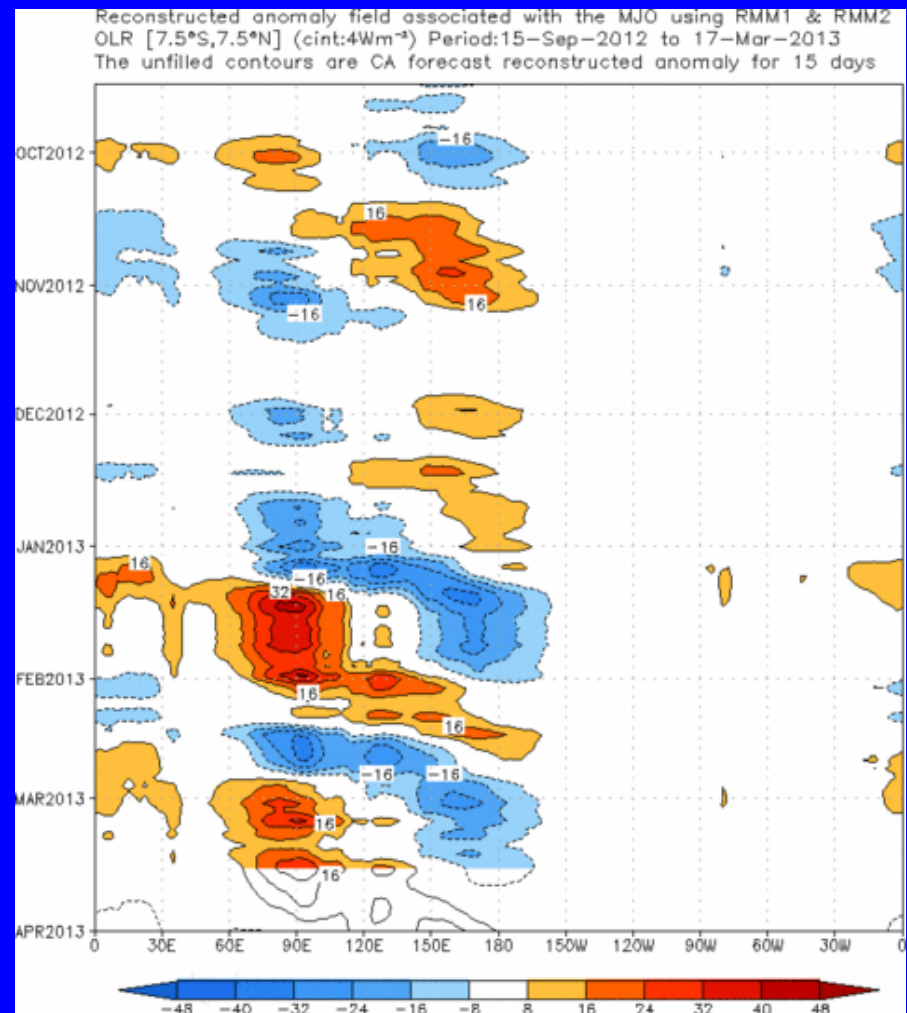 Reconstructed anomaly field associated with the MJO using RMM1 & RMM2
OLR [7.5°S,7.5°N] (cint:4Wm⁻²) Period:15-Sep-2012 to 17-Mar-2013
The unfilled contours are CA forecast reconstructed anomaly for 15 days
-16
OCT2012
16
NOV2012
16
-16
DEC2012
JAN2013
-16
16
-16
32
16
FEB2013
16
16
-16
-16
MAR2013
16
16
APR2013
0 30E 60E 90E 120E 150E 180 150W 120W 90W 60W 30W 0
-48 -40 -32 -24 -16 -8 8 16 24 32 40 48